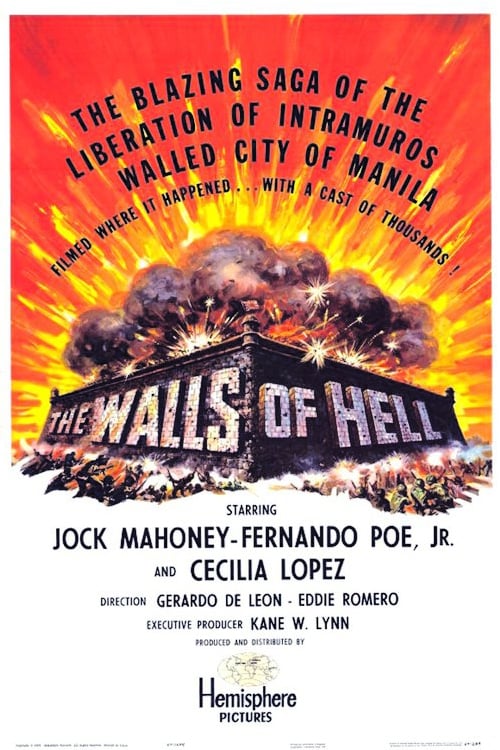 THE BLAZING SAGA OF THE
LIBERATION OF INTRAMUROS
WALLED CITY OF MANILA
FILMED WHERE IT HAPPENED...WITH A CAST OF THOUSANDS!
THE WALLS OF HELL
STARRING
JOCK MAHONEY-FERNANDO POE, JR.
AND CECILIA LOPEZ
DIRECTION GERARDO DE LEON - EDDIE ROMERO
EXECUTIVE PRODUCER KANE W. LYNN
PRODUCED AND DISTRIBUTED BY
Hemisphere
PICTURES